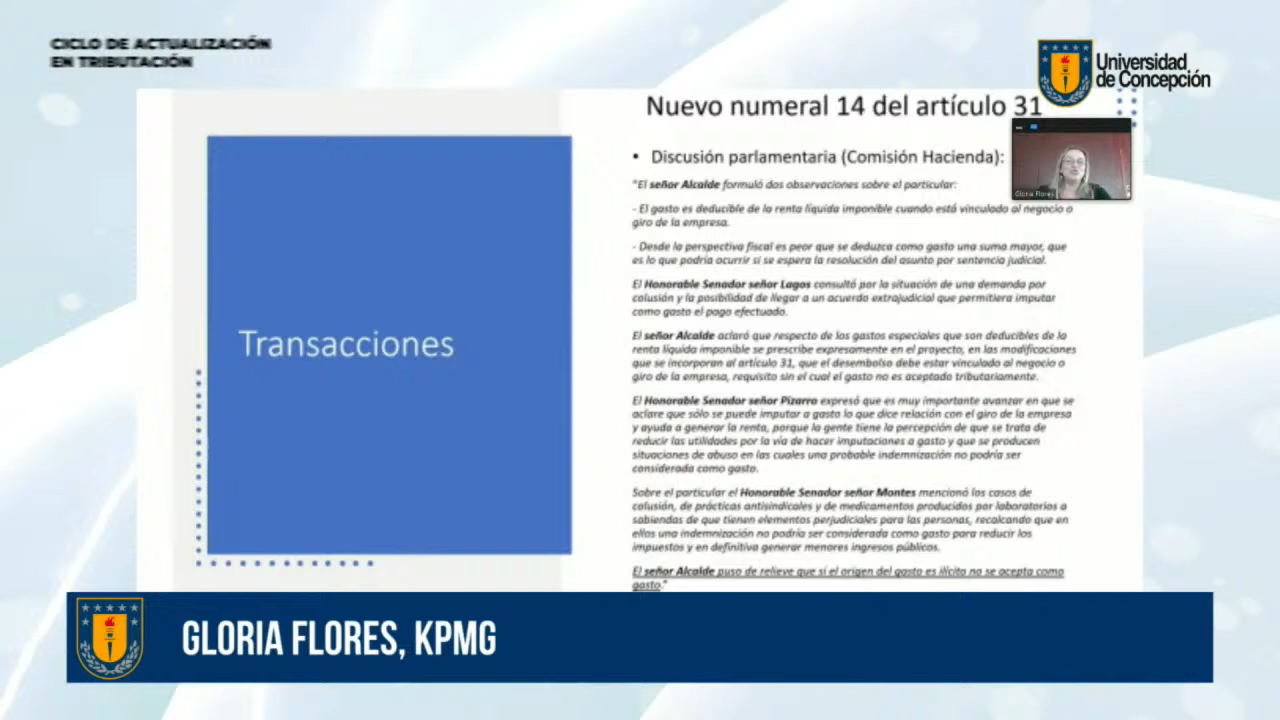 CICLO DE ACTUALIZACIÓN
EN TRIBUTACIÓN
Universidad
de Concepción
Nuevo numeral 14 del artículo 31
• Discusión parlamentaria (Comisión Hacienda):
Gloria Flores
Transacciones
"El señor Alcalde formuló dos observaciones sobre el particular:
- El gasto es deducible de la renta líquida imponible cuando está vinculado al negocio o
giro de la empresa.
- Desde la perspectiva fiscal es peor que se deduzca como gasto una suma mayor, que
es lo que podría ocurrir si se espera la resolución del asunto por sentencia judicial.
El Honorable Senador señor Lagos consultó por la situación de una demanda por
colusión y la posibilidad de llegar a un acuerdo extrajudicial que permitiera imputar
como gasto el pago efectuado.
El señor Alcalde aclaró que respecto de los gastos especiales que son deducibles de la
renta líquida imponible se prescribe expresamente en el proyecto, en las modificaciones
que se incorporan al artículo 31, que el desembolso debe estar vinculado al negocio o
giro de la empresa, requisito sin el cual el gasto no es aceptado tributariamente.
El Honorable Senador señor Pizarro expresó que es muy importante avanzar en que se
aclare que sólo se puede imputar a gasto lo que dice relación con el giro de la empresa
y ayuda a generar la renta, porque la gente tiene la percepción de que se trata de
reducir las utilidades por la vía de hacer imputaciones a gasto y que se producen
situaciones de abuso en las cuales una probable indemnización no podría ser
considerada como gasto.
Sobre el particular el Honorable Senador señor Montes mencionó los casos de
colusión, de prácticas antisindicales y de medicamentos producidos por laboratorios a
sabiendas de que tienen elementos perjudiciales para las personas, recalcando que en
ellos una indemnización no podría ser considerada como gasto para reducir los
impuestos y en definitiva generar menores ingresos públicos.
El señor Alcalde puso de relieve que si el origen del gasto es ilícito no se acepta como
gasto."
GLORIA FLORES, KPMG